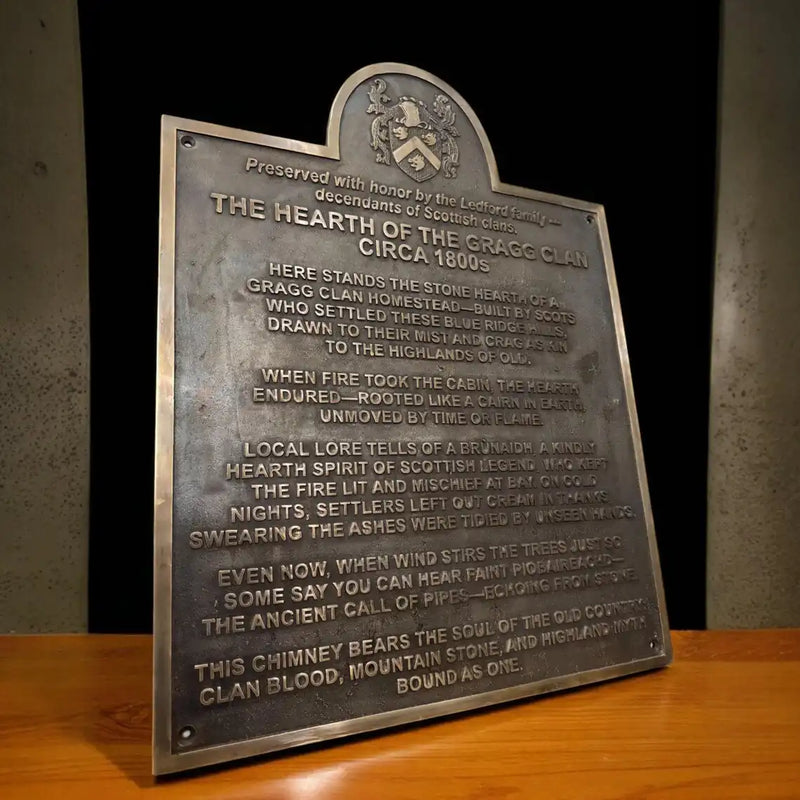 Preserved with honor by the Ledford family —
decendants of Scottish clans.
THE HEARTH OF THE GRAGG CLAN
CIRCA 1800s
HERE STANDS THE STONE HEARTH OF A
GRAGG CLAN HOMESTEAD—BUILT BY SCOTS
WHO SETTLED THESE BLUE RIDGE HILLS,
DRAWN TO THEIR MIST AND CRAG AS KIN
TO THE HIGHLANDS OF OLD.
WHEN FIRE TOOK THE CABIN, THE HEARTH
ENDURED—ROOTED LIKE A CAIRN IN EARTH,
UNMOVED BY TIME OR FLAME.
LOCAL LORE TELLS OF A BRÙNAIDH, A KINDLY
HEARTH SPIRIT OF SCOTTISH LEGEND, WHO KEPT
THE FIRE LIT AND MISCHIEF AT BAY. ON COLD
NIGHTS, SETTLERS LEFT OUT CREAM IN THANKS,
SWEARING THE ASHES WERE TIDIED BY UNSEEN HANDS.
EVEN NOW, WHEN WIND STIRS THE TREES JUST SO
SOME SAY YOU CAN HEAR FAINT PIOBAIREACHD—
THE ANCIENT CALL OF PIPES—ECHOING FROM STONE.
THIS CHIMNEY BEARS THE SOUL OF THE OLD COUNTRY
CLAN BLOOD, MOUNTAIN STONE, AND HIGHLAND MYTH
BOUND AS ONE.